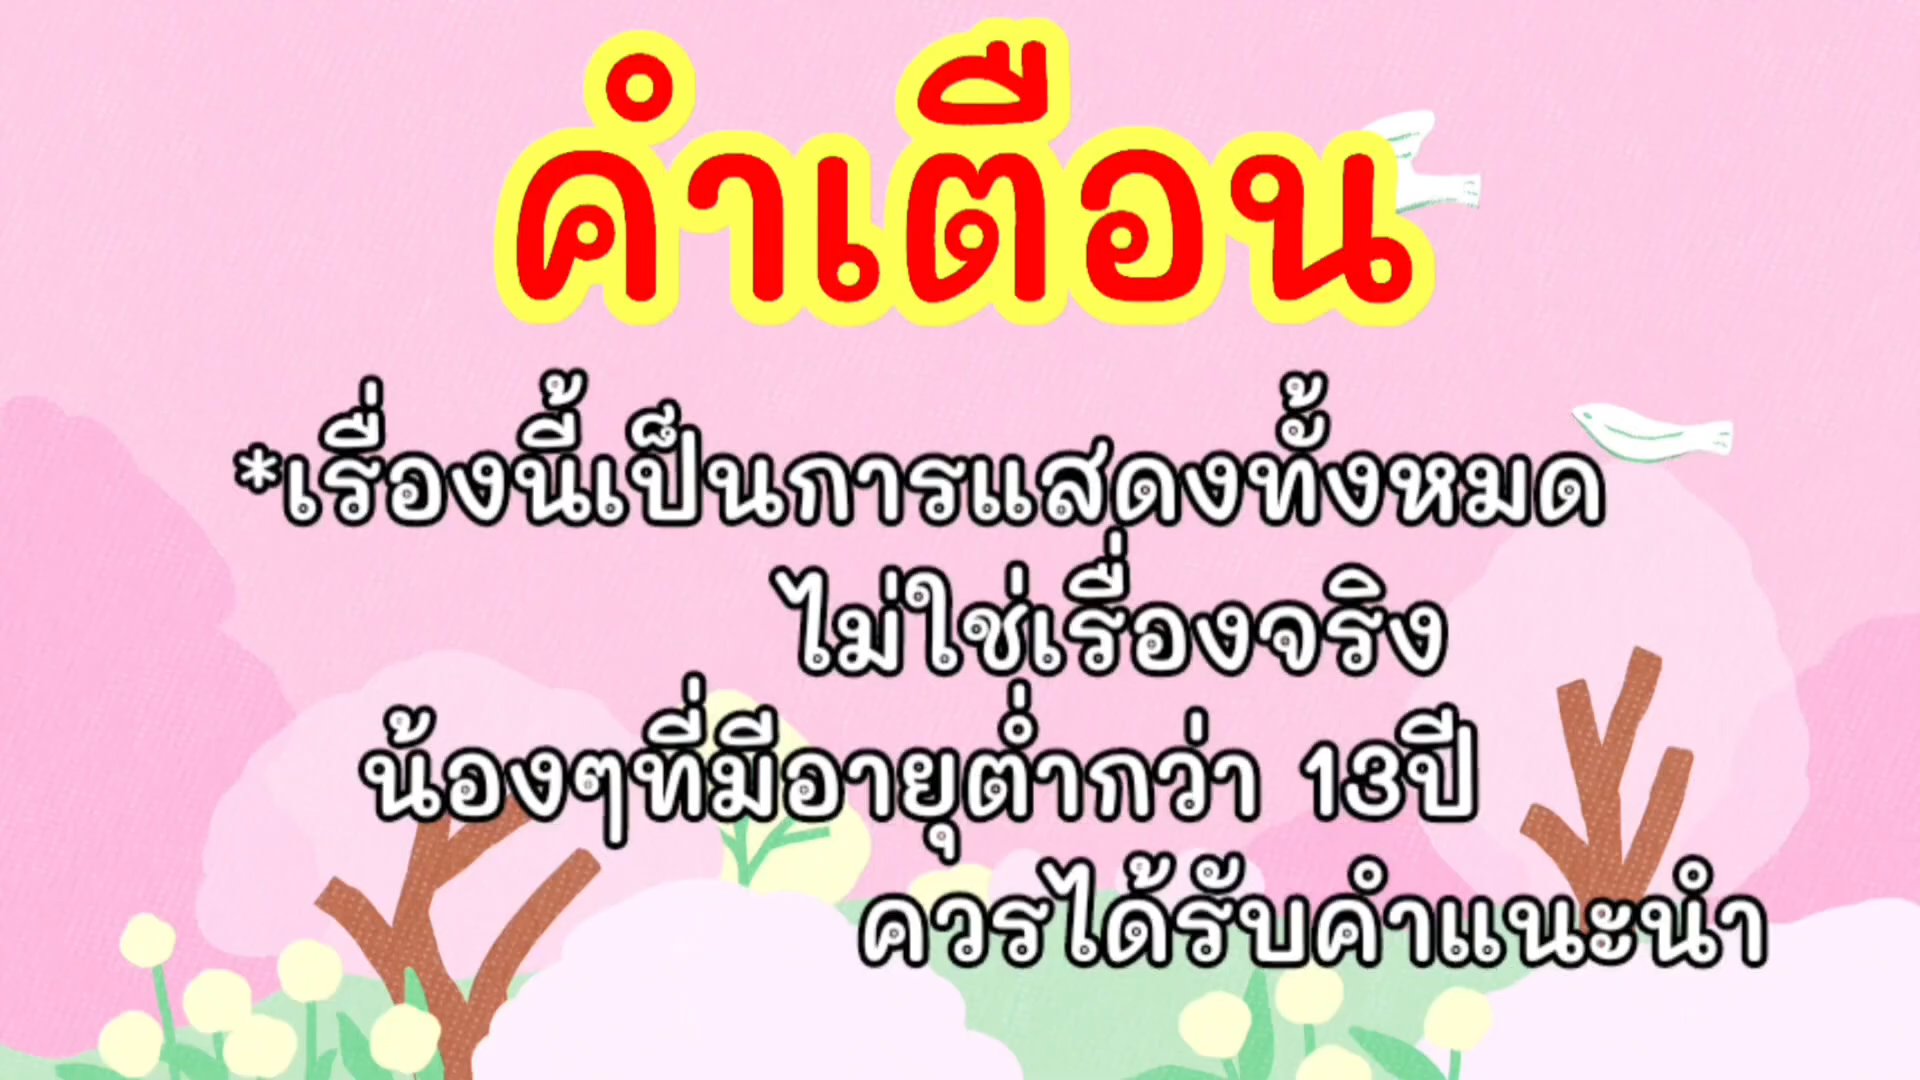 คำเตือน
*เรื่องนี้เป็นการแสดงทั้งหมด
ไม่ใช่เรื่องจริง
น้องๆที่มีอายุต่ำกว่า 13ปี
ควรได้รับคำแนะนำ